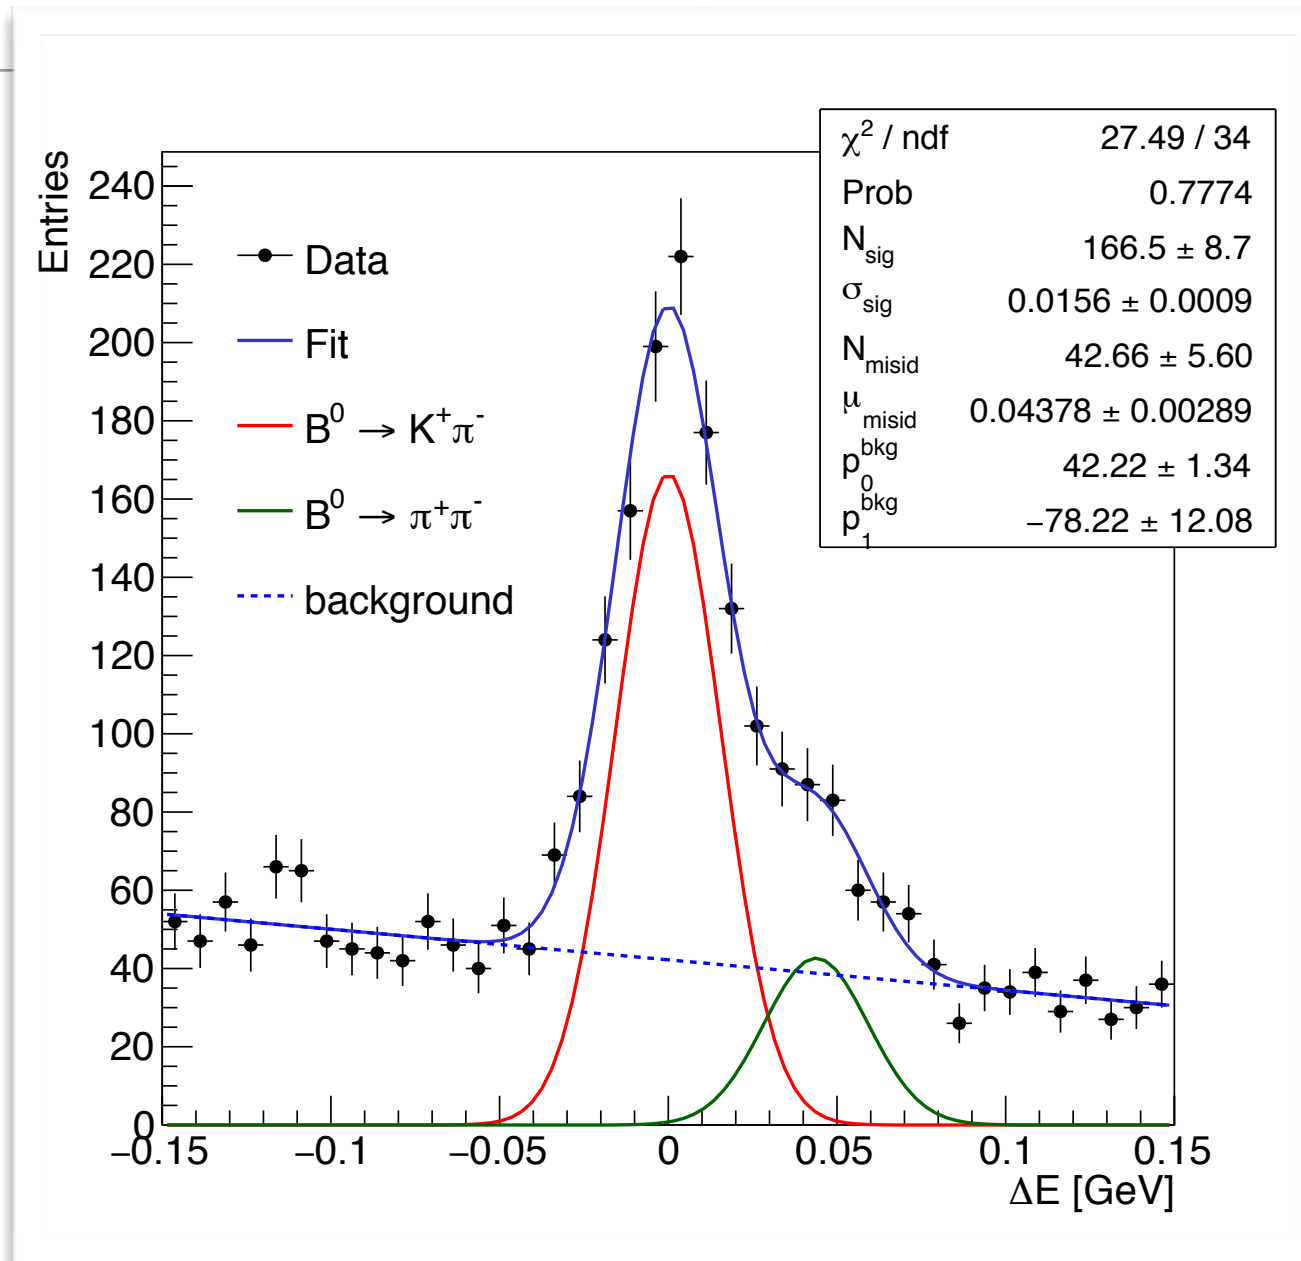 χ² / ndf 27.49 / 34
Prob 0.7774
N_sig 166.5 ± 8.7
σ_sig 0.0156 ± 0.0009
N_misid 42.66 ± 5.60
μ_misid 0.04378 ± 0.00289
p_0^bkg 42.22 ± 1.34
p_1^bkg −78.22 ± 12.08
Entries
240
220
200
180
160
140
120
100
80
60
40
20
0
Data
Fit
B⁰ → K⁺π⁻
B⁰ → π⁺π⁻
background
−0.15 −0.1 −0.05 0 0.05 0.1 0.15
ΔE [GeV]